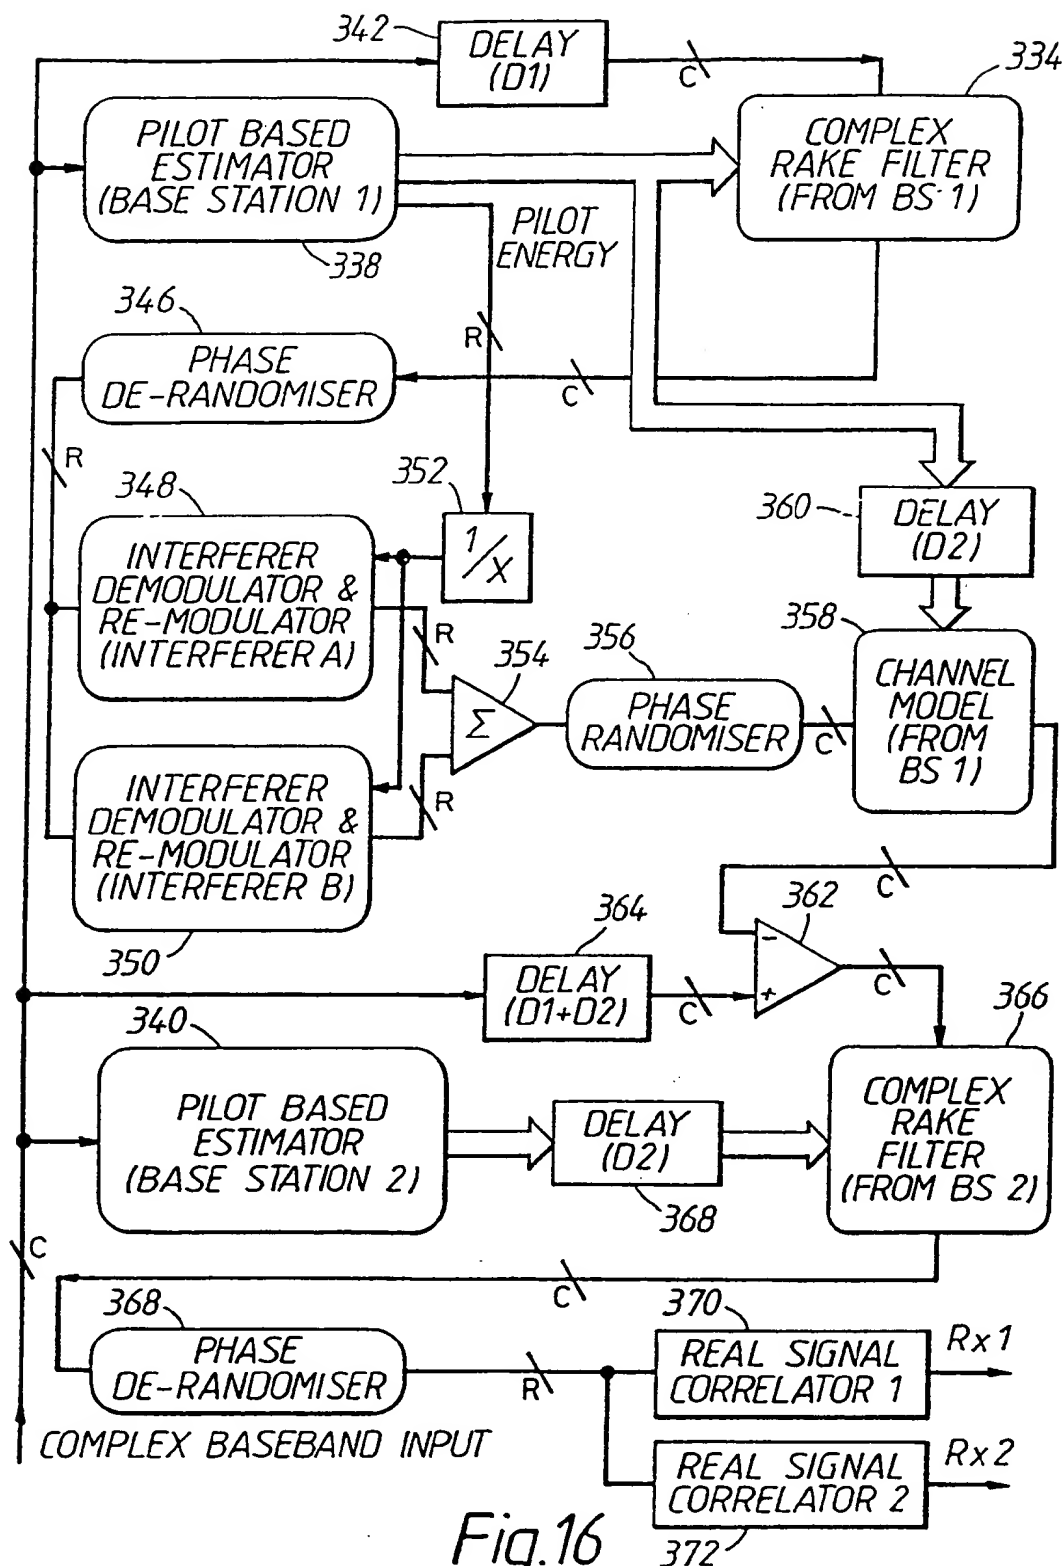 342
DELAY
(D1)
C
334
PILOT BASED
ESTIMATOR
(BASE STATION 1)
COMPLEX
RAKE FILTER
(FROM BS 1)
338
PILOT
ENERGY
346
R
PHASE
DE-RANDOMISER
C
R
348
352
360
DELAY
(D2)
INTERFERER
DEMODULATOR &
RE-MODULATOR
(INTERFERER A)
1/X
358
R
354
356
CHANNEL
MODEL
(FROM
BS 1)
Σ
PHASE
RANDOMISER
C
INTERFERER
DEMODULATOR &
RE-MODULATOR
(INTERFERER B)
R
C
350
364
362
-
+
DELAY
(D1+D2)
C
C
366
340
PILOT BASED
ESTIMATOR
(BASE STATION 2)
DELAY
(D2)
COMPLEX
RAKE
FILTER
(FROM BS 2)
368
C
C
368
370
PHASE
DE-RANDOMISER
R
REAL SIGNAL
CORRELATOR 1
Rx1
COMPLEX BASEBAND INPUT
REAL SIGNAL
CORRELATOR 2
Rx2
372
Fig.16